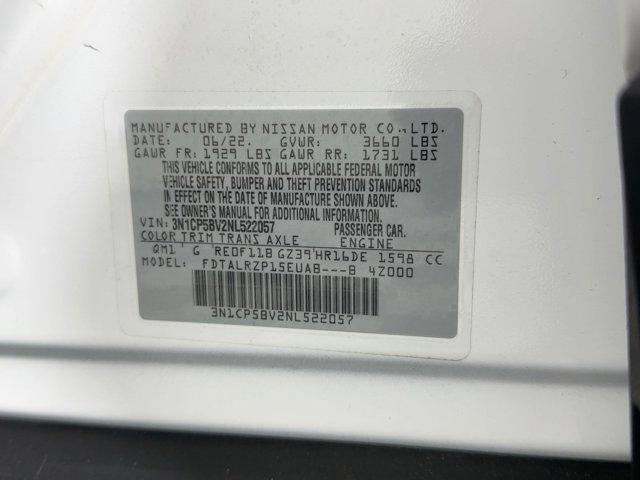 MANUFACTURED BY NISSAN MOTOR CO.,LTD.
DATE: 06/22. GVWR: 3660 LBS
GAWR FR: 1929 LBS GAWR RR: 1731 LBS
THIS VEHICLE CONFORMS TO ALL APPLICABLE FEDERAL MOTOR
VEHICLE SAFETY, BUMPER AND THEFT PREVENTION STANDARDS
IN EFFECT ON THE DATE OF MANUFACTURE SHOWN ABOVE.
SEE OWNER'S MANUAL FOR ADDITIONAL INFORMATION.
VIN: 3N1CP5BV2NL522057 PASSENGER CAR.
COLOR TRIM TRANS AXLE ENGINE
QM1 G RE0F11B GZ39 HR16DE 1598 CC
MODEL: FDTALRZP15EUAB---B 4Z000
3N1CP5BV2NL522057